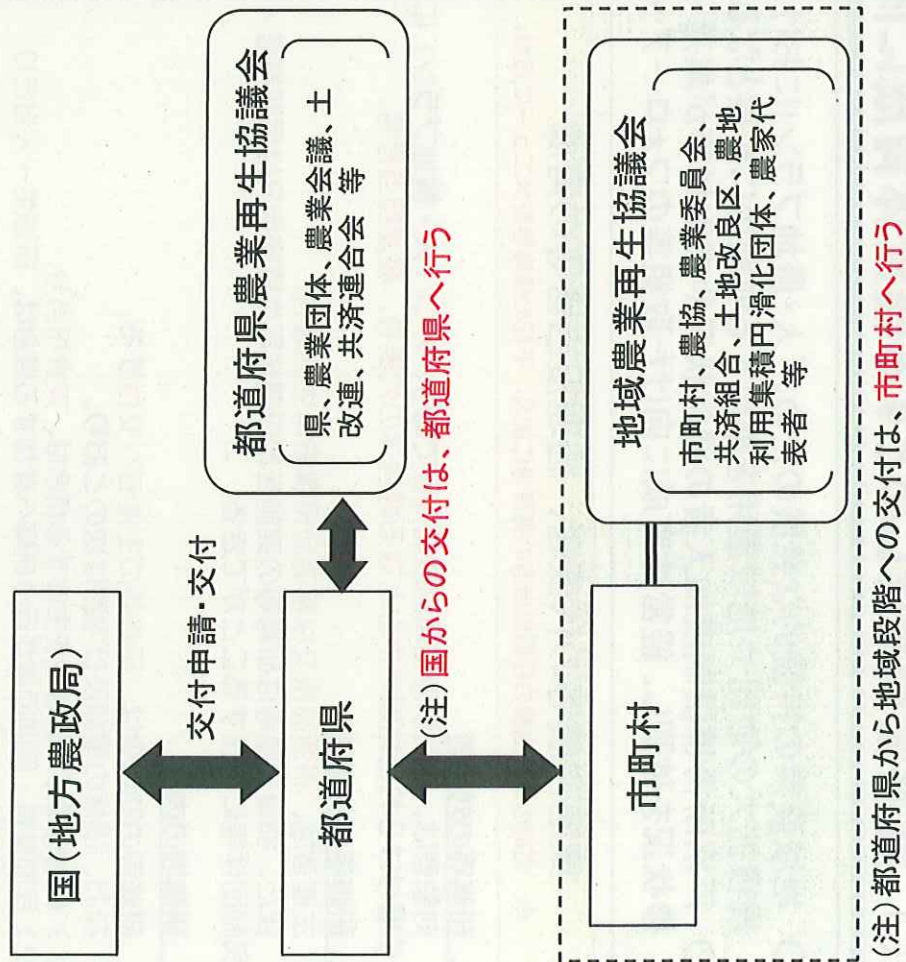 国(地方農政局)
交付申請・交付
都道府県
都道府県農業再生協議会
県、農業団体、農業会議、土
改連、共済連合会 等
(注)国からの交付は、都道府県へ行う
市町村
地域農業再生協議会
市町村、農協、農業委員会、
共済組合、土地改良区、農地
利用集積円滑化団体、農家代
表者 等
(注)都道府県から地域段階への交付は、市町村へ行う